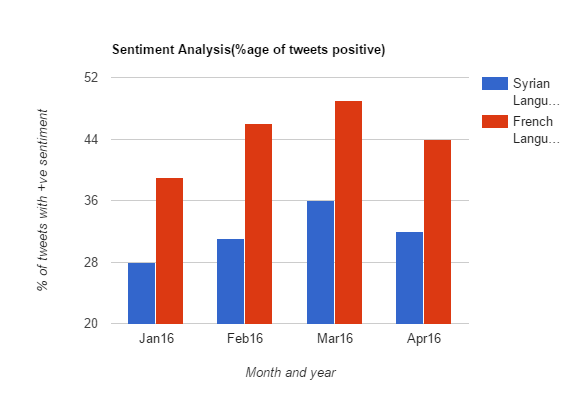 Sentiment Analysis(%age of tweets positive)
52
44
36
28
20
% of tweets with +ve sentiment
Jan16
Feb16
Mar16
Apr16
Month and year
Syrian
Langu…
French
Langu…